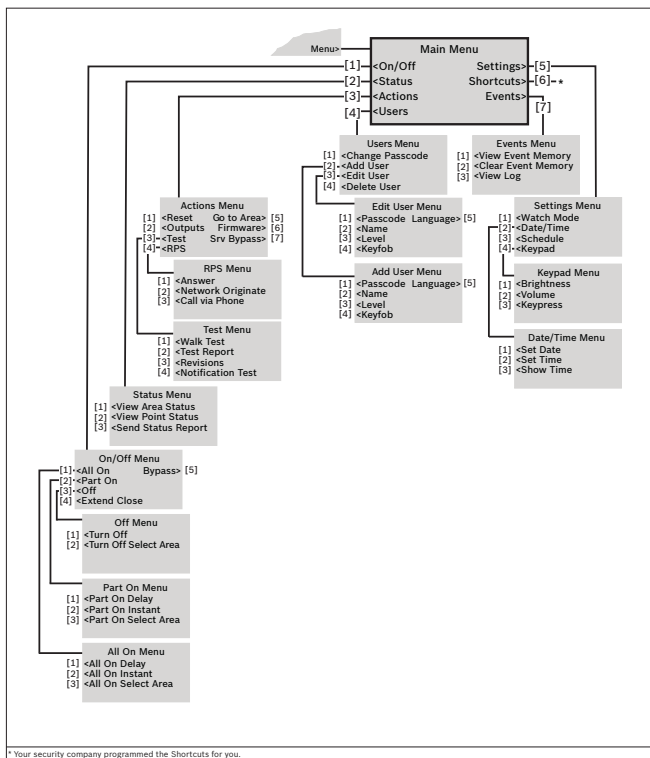 Menu>
Main Menu
[1] <On/Off Settings> [5]
[2] <Status Shortcuts> [6] *
[3] <Actions Events> [7]
[4] <Users
Users Menu
[1] <Change Passcode
[2] <Add User
[3] <Edit User
[4] <Delete User
Events Menu
[1] <View Event Memory
[2] <Clear Event Memory
[3] <View Log
Actions Menu
[1] <Reset Go to Area> [5]
[2] <Outputs Firmware> [6]
[3] <Test Srv Bypass> [7]
[4] <RPS
Edit User Menu
[1] <Passcode Language> [5]
[2] <Name
[3] <Level
[4] <Keyfob
Settings Menu
[1] <Watch Mode
[2] <Date/Time
[3] <Schedule
[4] <Keypad
RPS Menu
[1] <Answer
[2] <Network Originate
[3] <Call via Phone
Add User Menu
[1] <Passcode Language> [5]
[2] <Name
[3] <Level
[4] <Keyfob
Keypad Menu
[1] <Brightness
[2] <Volume
[3] <Keypress
Test Menu
[1] <Walk Test
[2] <Test Report
[3] <Revisions
[4] <Notification Test
Date/Time Menu
[1] <Set Date
[2] <Set Time
[3] <Show Time
Status Menu
[1] <View Area Status
[2] <View Point Status
[3] <Send Status Report
On/Off Menu
[1] <All On Bypass> [5]
[2] <Part On
[3] <Off
[4] <Extend Close
Off Menu
[1] <Turn Off
[2] <Turn Off Select Area
Part On Menu
[1] <Part On Delay
[2] <Part On Instant
[3] <Part On Select Area
All On Menu
[1] <All On Delay
[2] <All On Instant
[3] <All On Select Area
* Your security company programmed the Shortcuts for you.